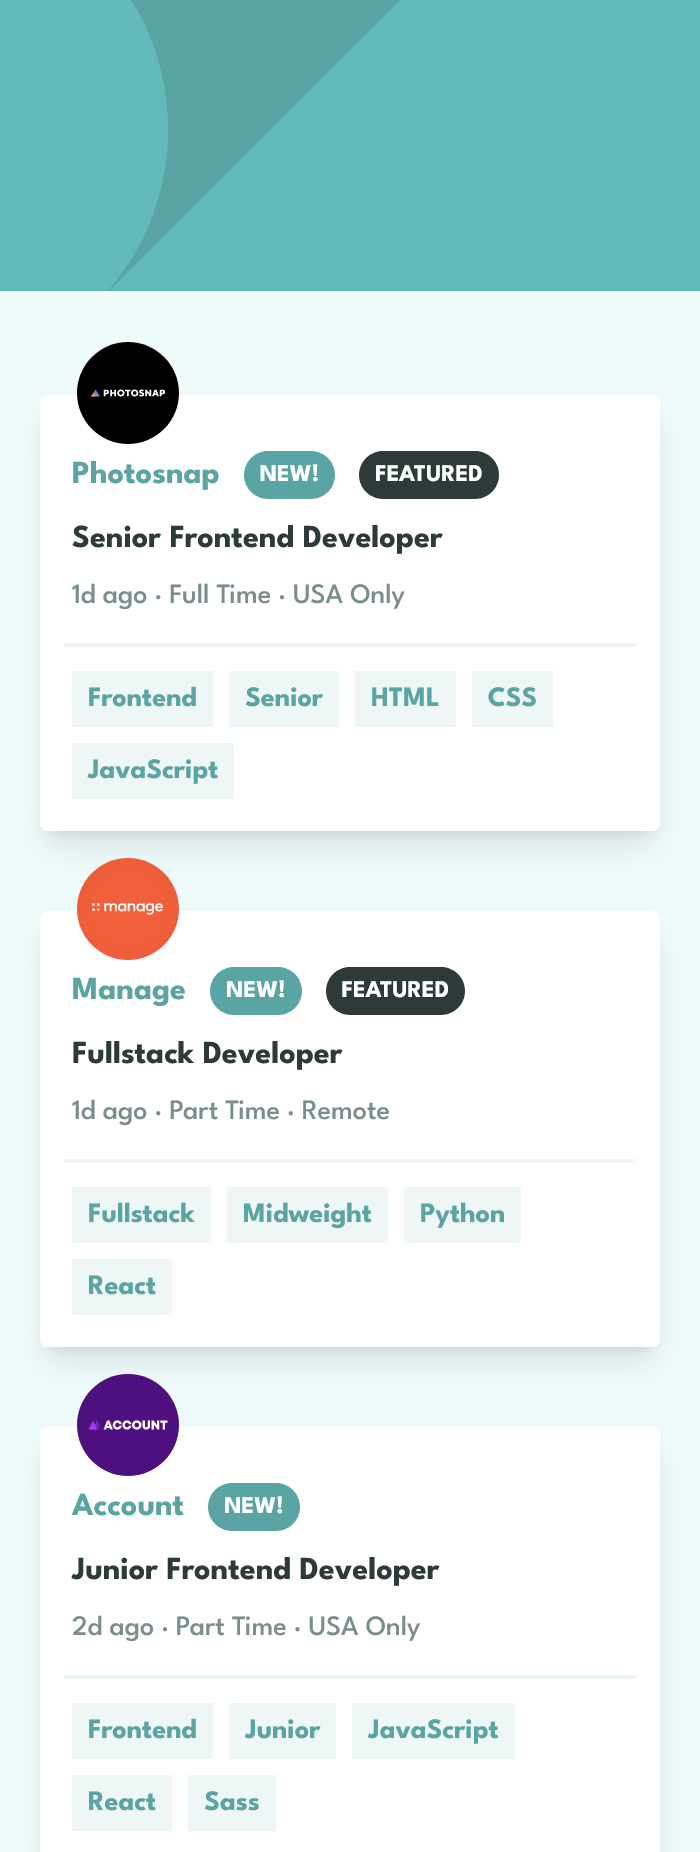 PHOTOSNAP
Photosnap NEW! FEATURED
Senior Frontend Developer
1d ago · Full Time · USA Only
Frontend Senior HTML CSS
JavaScript
manage
Manage NEW! FEATURED
Fullstack Developer
1d ago · Part Time · Remote
Fullstack Midweight Python
React
ACCOUNT
Account NEW!
Junior Frontend Developer
2d ago · Part Time · USA Only
Frontend Junior JavaScript
React Sass